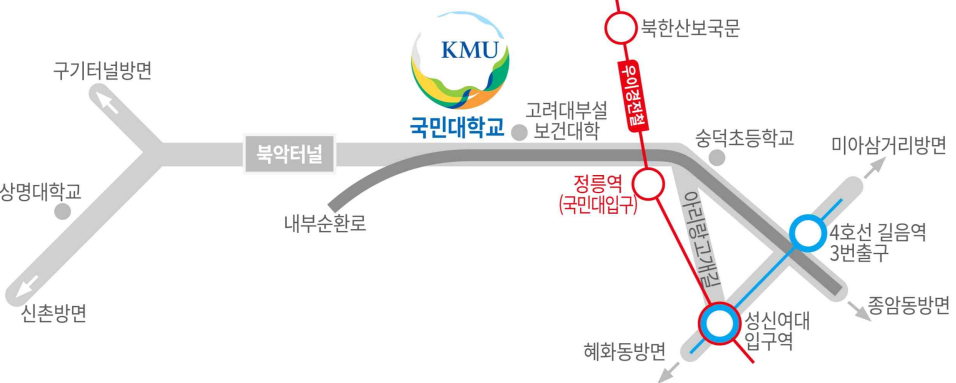 북한산보국문
KMU
구기터널방면
우이경전철
고려대부설
보건대학
국민대학교
숭덕초등학교
미아삼거리방면
북악터널
정릉역
(국민대입구)
상명대학교
아리랑고개길
내부순환로
4호선 길음역
3번출구
신촌방면
종암동방면
성신여대
입구역
혜화동방면